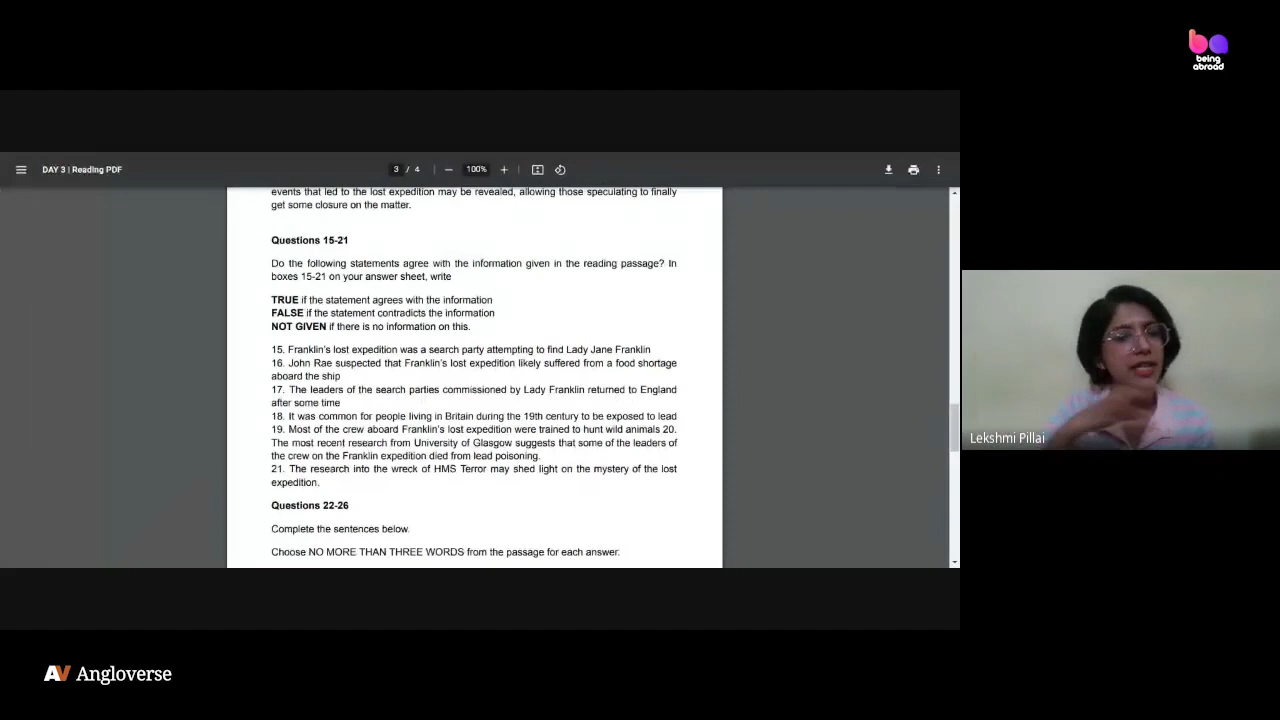 being
abroad
DAY 3 | Reading PDF
3 / 4
100%
events that led to the lost expedition may be revealed, allowing those speculating to finally
get some closure on the matter.
Questions 15-21
Do the following statements agree with the information given in the reading passage? In
boxes 15-21 on your answer sheet, write
TRUE if the statement agrees with the information
FALSE if the statement contradicts the information
NOT GIVEN if there is no information on this.
15. Franklin's lost expedition was a search party attempting to find Lady Jane Franklin
16. John Rae suspected that Franklin's lost expedition likely suffered from a food shortage
aboard the ship
17. The leaders of the search parties commissioned by Lady Franklin returned to England
after some time
18. It was common for people living in Britain during the 19th century to be exposed to lead
19. Most of the crew aboard Franklin's lost expedition were trained to hunt wild animals 20.
The most recent research from University of Glasgow suggests that some of the leaders of
the crew on the Franklin expedition died from lead poisoning.
21. The research into the wreck of HMS Terror may shed light on the mystery of the lost
expedition.
Questions 22-26
Complete the sentences below.
Choose NO MORE THAN THREE WORDS from the passage for each answer.
Lekshmi Pillai
AV Angloverse